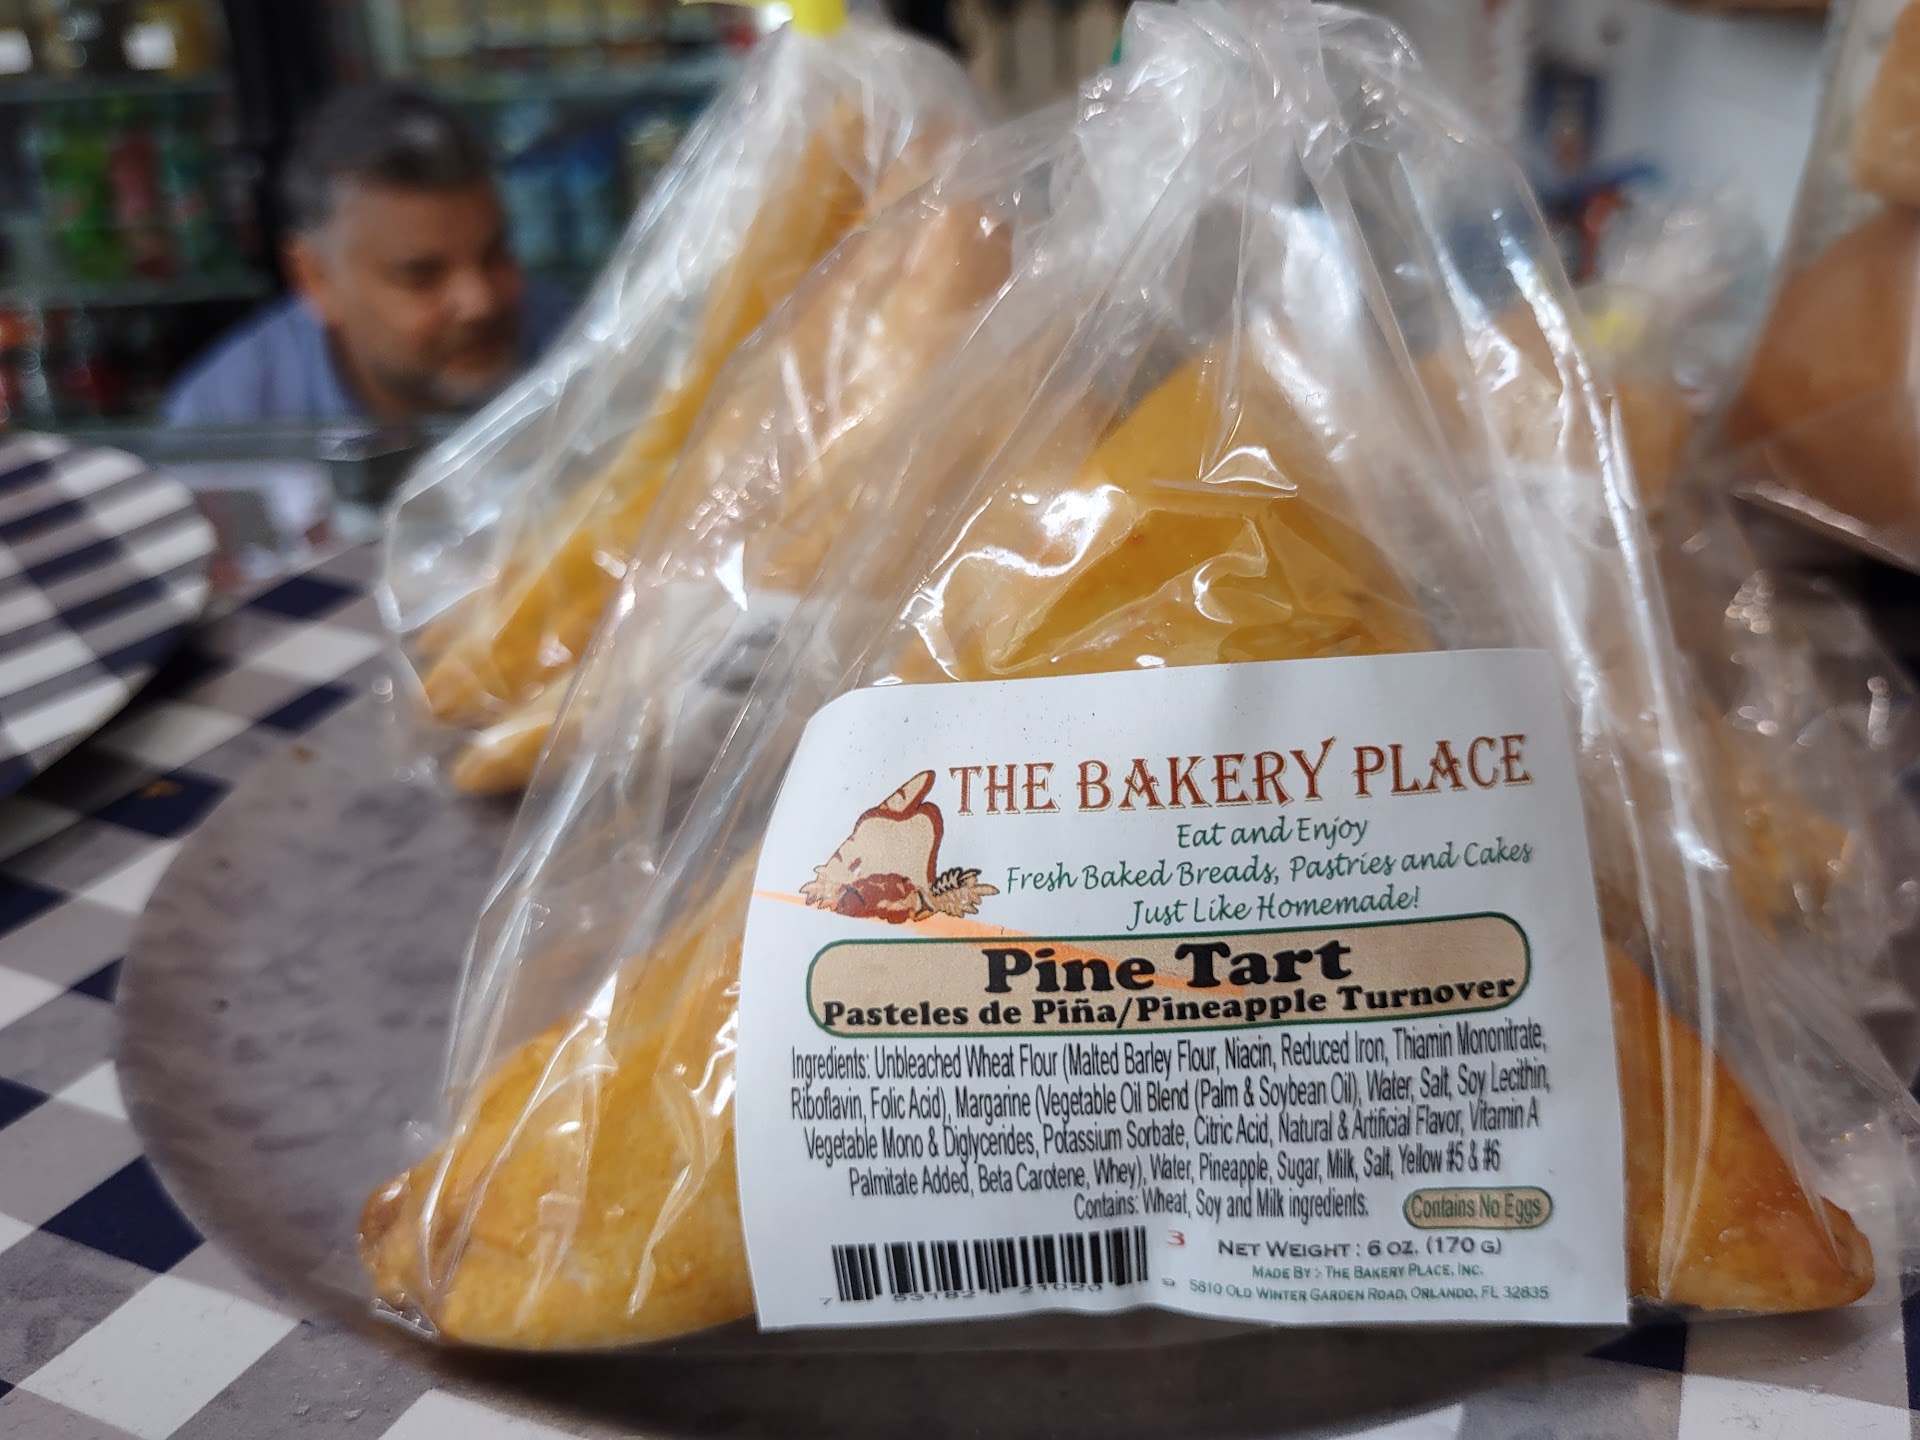 THE BAKERY PLACE
Eat and Enjoy
Fresh Baked Breads, Pastries and Cakes
Just Like Homemade!
Pine Tart
Pasteles de Piña/Pineapple Turnover
Ingredients: Unbleached Wheat Flour (Malted Barley Flour, Niacin, Reduced Iron, Thiamin Mononitrate,
Riboflavin, Folic Acid), Margarine (Vegetable Oil Blend (Palm & Soybean Oil), Water, Salt, Soy Lecithin,
Vegetable Mono & Diglycerides, Potassium Sorbate, Citric Acid, Natural & Artificial Flavor, Vitamin A
Palmitate Added, Beta Carotene, Whey), Water, Pineapple, Sugar, Milk, Salt, Yellow #5 & #6
Contains: Wheat, Soy and Milk ingredients.
Contains No Eggs
3
NET WEIGHT : 6 OZ. (170 G)
MADE BY :- THE BAKERY PLACE, INC.
5810 OLD WINTER GARDEN ROAD, ORLANDO, FL 32835